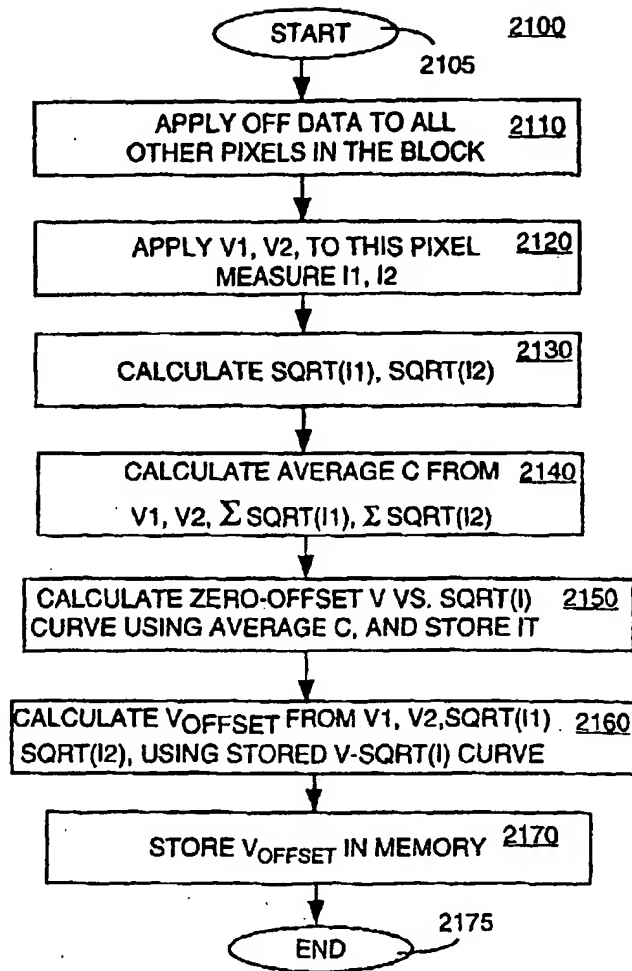 START
2100
2105
APPLY OFF DATA TO ALL 2110
OTHER PIXELS IN THE BLOCK
APPLY V1, V2, TO THIS PIXEL 2120
MEASURE I1, I2
2130
CALCULATE SQRT(I1), SQRT(I2)
CALCULATE AVERAGE C FROM 2140
V1, V2, Σ SQRT(I1), Σ SQRT(I2)
CALCULATE ZERO-OFFSET V VS. SQRT(I) 2150
CURVE USING AVERAGE C, AND STORE IT
CALCULATE VOFFSET FROM V1, V2,SQRT(I1) 2160
SQRT(I2), USING STORED V-SQRT(I) CURVE
STORE VOFFSET IN MEMORY 2170
2175
END